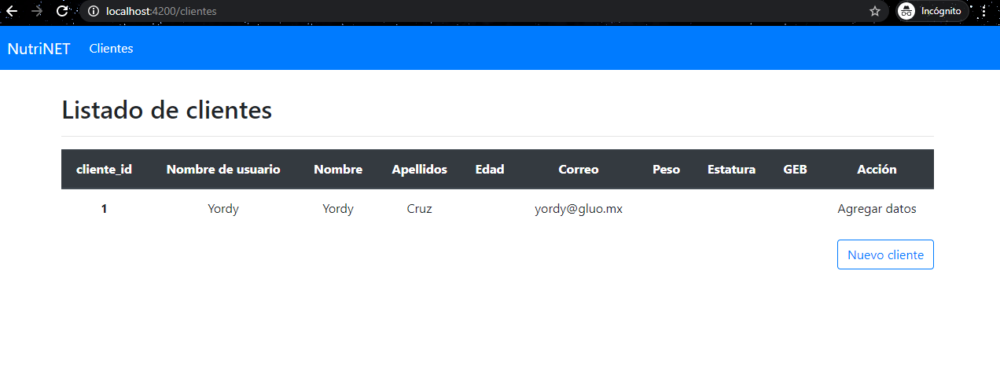 localhost:4200/clientes
Incógnito
NutriNET Clientes
Listado de clientes
cliente_id Nombre de usuario Nombre Apellidos Edad Correo Peso Estatura GEB Acción
1 Yordy Yordy Cruz yordy@gluo.mx Agregar datos
Nuevo cliente